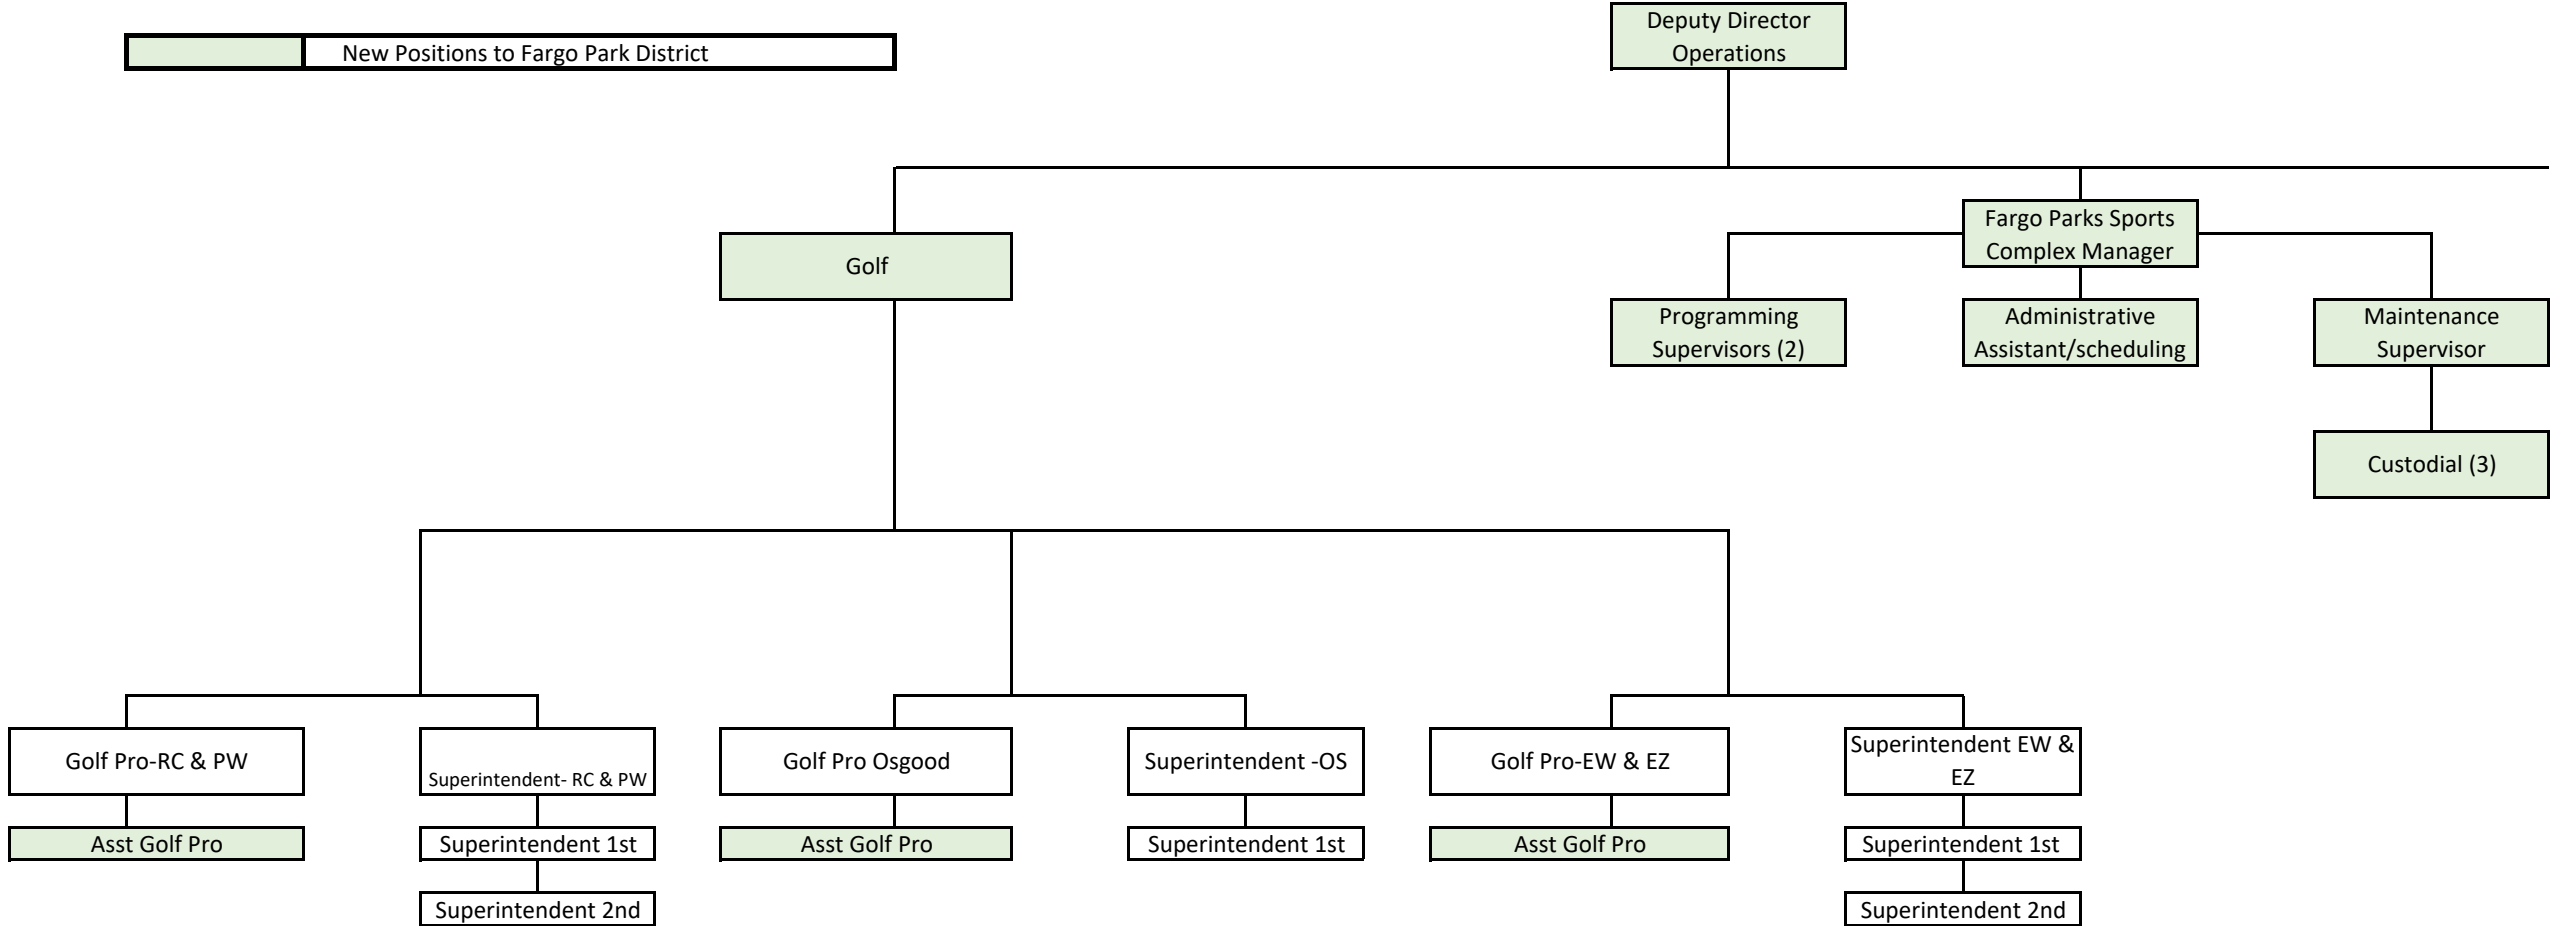 Deputy Director
Operations
New Positions to Fargo Park District
Fargo Parks Sports
Complex Manager
Golf
Programming
Supervisors (2)
Administrative
Assistant/scheduling
Maintenance
Supervisor
Custodial (3)
Golf Pro-RC & PW
Superintendent- RC & PW
Golf Pro Osgood
Superintendent -OS
Golf Pro-EW & EZ
Superintendent EW &
EZ
Asst Golf Pro
Superintendent 1st
Asst Golf Pro
Superintendent 1st
Asst Golf Pro
Superintendent 1st
Superintendent 2nd
Superintendent 2nd